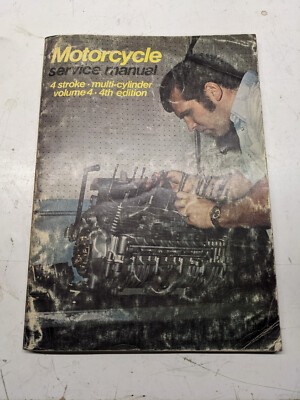 Motorcycle
service manual
4 stroke • multi-cylinder
volume 4 • 4th edition